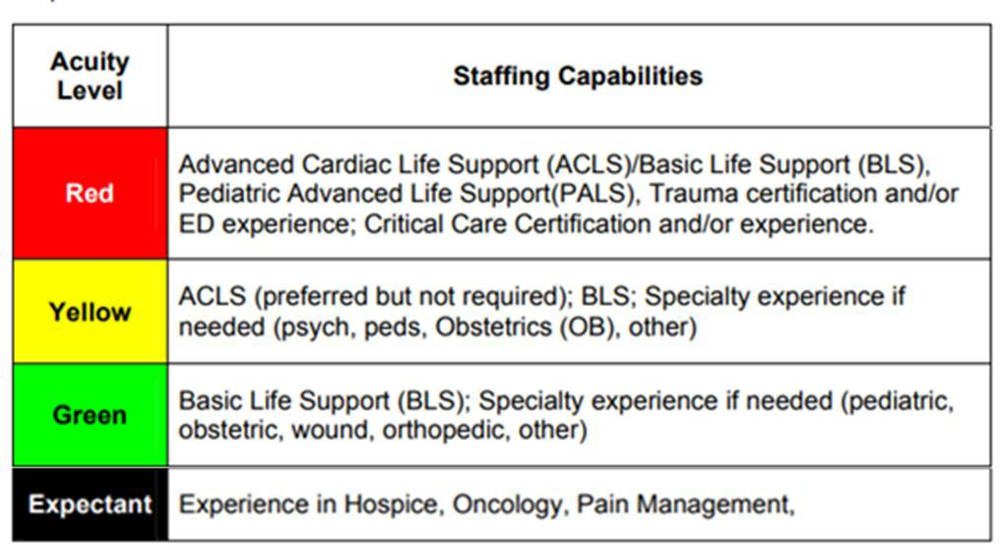 Acuity
Level
Staffing Capabilities
Red
Advanced Cardiac Life Support (ACLS)/Basic Life Support (BLS),
Pediatric Advanced Life Support(PALS), Trauma certification and/or
ED experience; Critical Care Certification and/or experience.
Yellow
ACLS (preferred but not required); BLS; Specialty experience if
needed (psych, peds, Obstetrics (OB), other)
Green
Basic Life Support (BLS); Specialty experience if needed (pediatric,
obstetric, wound, orthopedic, other)
Expectant
Experience in Hospice, Oncology, Pain Management,